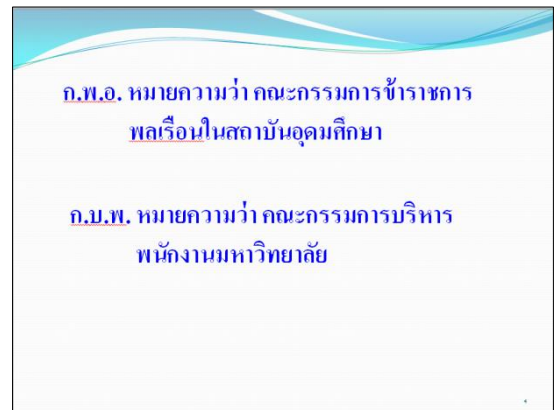 ก.พ.อ. หมายความว่า คณะกรรมการข้าราชการ
พลเรือนในสถาบันอุดมศึกษา
ก.บ.พ. หมายความว่า คณะกรรมการบริหาร
พนักงานมหาวิทยาลัย